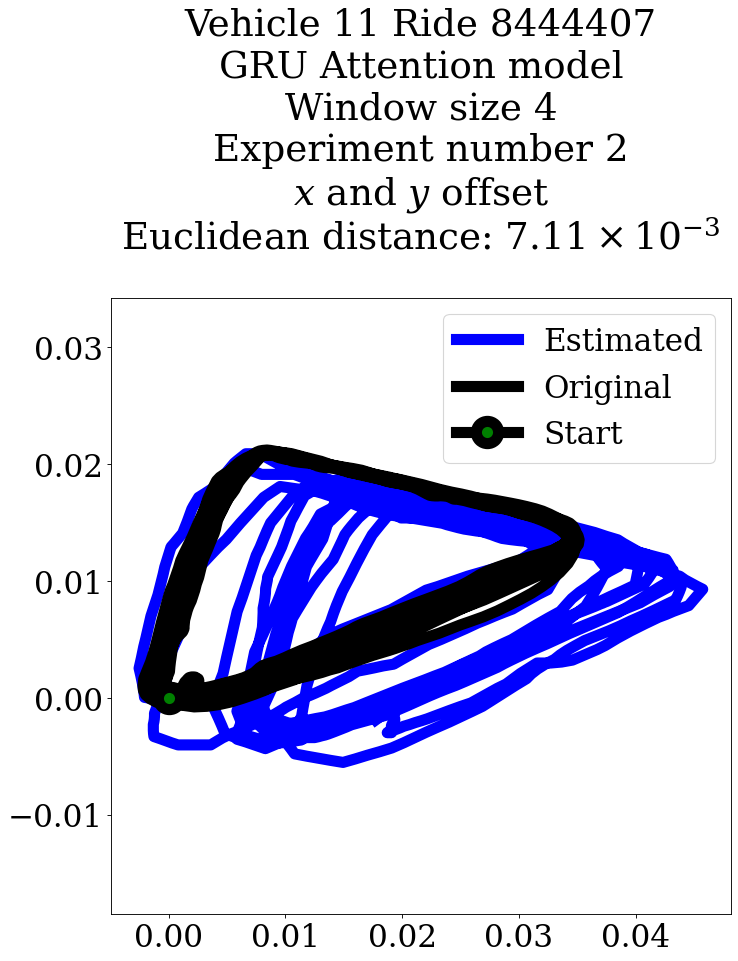 Vehicle 11 Ride 8444407
GRU Attention model
Window size 4
Experiment number 2
x and y offset
Euclidean distance: 7.11 × 10⁻³
Estimated
Original
Start
0.03
0.02
0.01
0.00
−0.01
0.00 0.01 0.02 0.03 0.04